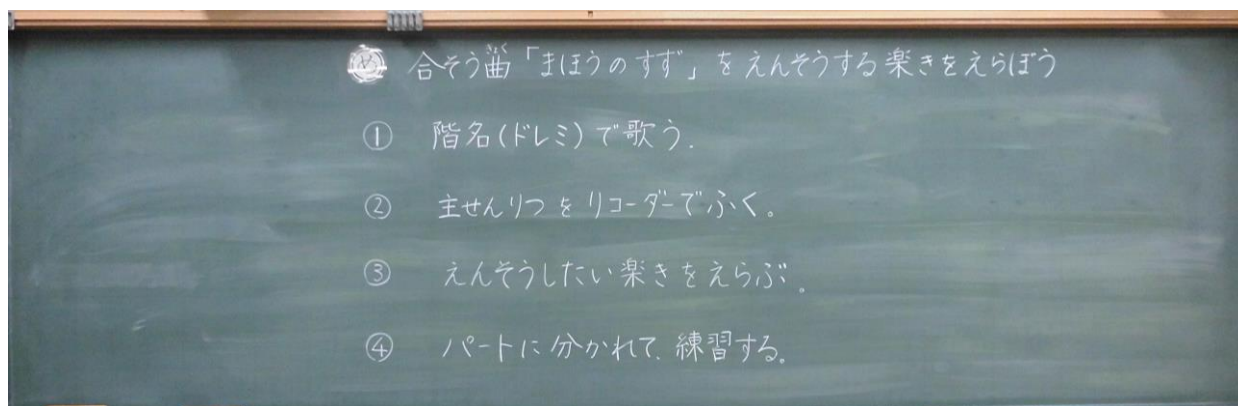 め 合そう曲「まほうのすず」をえんそうする楽きをえらぼう
① 階名(ドレミ)で歌う.
② 主せんりつをリコーダーでふく。
③ えんそうしたい楽きをえらぶ。
④ パートに分かれて、練習する。